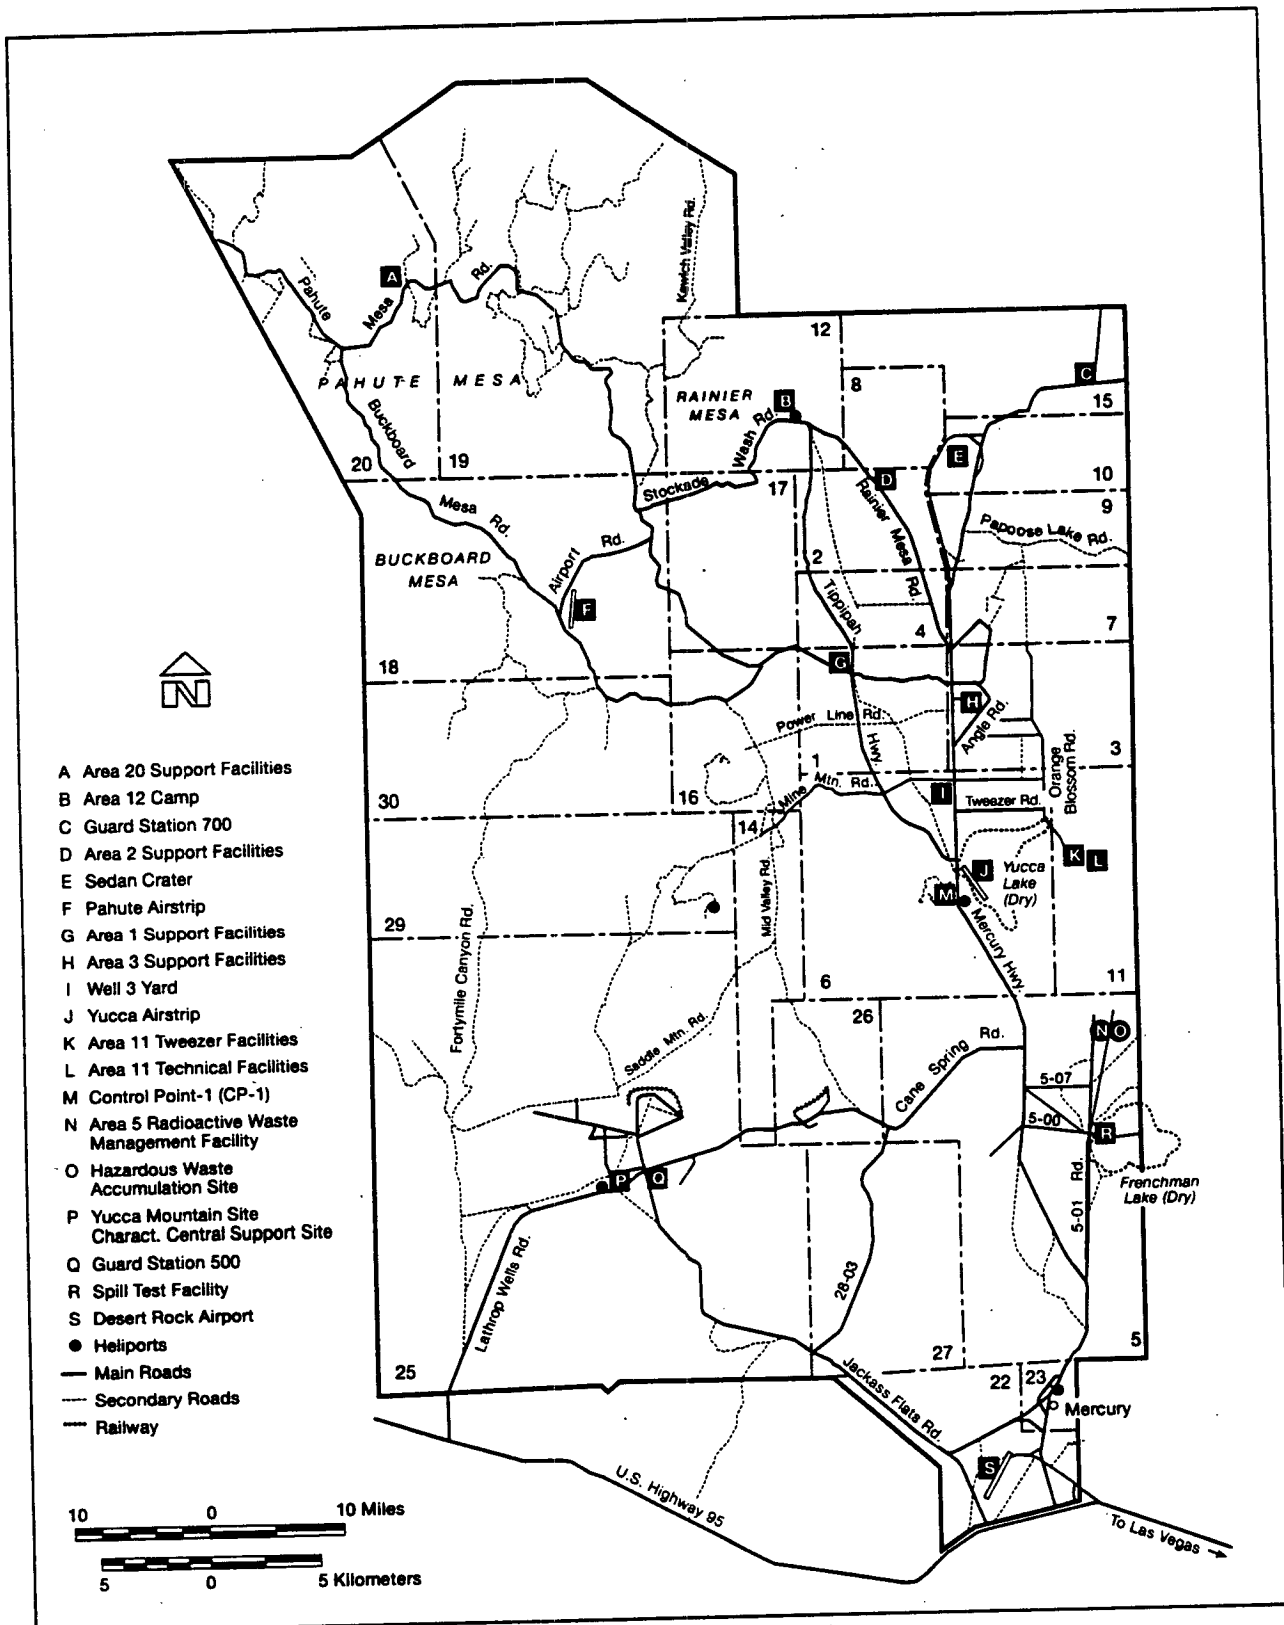 Kawich Valley Rd.
A
Pahute
Mesa
Rd.
PAHUTE MESA
12
C
8
15
RAINIER
MESA
B
Buckboard
Wash Rd.
E
20
19
Stockade
17
D
10
9
Mesa
Rd.
Rainier Mesa Rd.
Papoose Lake Rd.
BUCKBOARD
MESA
Airport
Rd.
2
F
Tippipah
4
7
N
18
G
H
Power Line Rd.
Angle Rd.
Hwy.
3
1
Orange
Blossom Rd.
Mine Mtn. Rd.
I
Tweezer Rd.
30
16
14
K
L
J
Yucca
Lake
(Dry)
M
Mid Valley Rd.
29
Fortymile Canyon Rd.
Mercury Hwy.
6
11
26
Saddle Mtn. Rd.
Cane Spring
Rd.
N
O
5-07
5-00
R
P
Q
Frenchman
Lake (Dry)
5-01 Rd.
Lathrop Wells Rd.
28-03
5
25
27
Jackass Flats Rd.
22
23
Mercury
S
U.S. Highway 95
To Las Vegas
A Area 20 Support Facilities
B Area 12 Camp
C Guard Station 700
D Area 2 Support Facilities
E Sedan Crater
F Pahute Airstrip
G Area 1 Support Facilities
H Area 3 Support Facilities
I Well 3 Yard
J Yucca Airstrip
K Area 11 Tweezer Facilities
L Area 11 Technical Facilities
M Control Point-1 (CP-1)
N Area 5 Radioactive Waste
Management Facility
O Hazardous Waste
Accumulation Site
P Yucca Mountain Site
Charact. Central Support Site
Q Guard Station 500
R Spill Test Facility
S Desert Rock Airport
Heliports
Main Roads
Secondary Roads
Railway
10 0 10 Miles
5 0 5 Kilometers